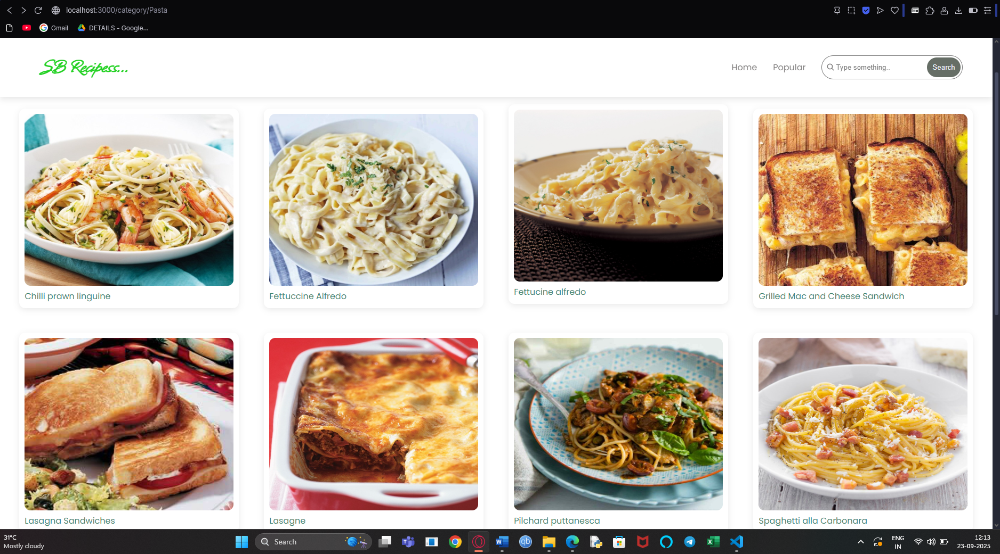 localhost:3000/category/Pasta
Gmail
DETAILS - Google...
SB Recipess...
Home
Popular
Type something..
Search
Chilli prawn linguine
Fettuccine Alfredo
Fettucine alfredo
Grilled Mac and Cheese Sandwich
Lasagna Sandwiches
Lasagne
Pilchard puttanesca
Spaghetti alla Carbonara
31°C
Mostly cloudy
Search
ENG
IN
12:13
23-09-2025